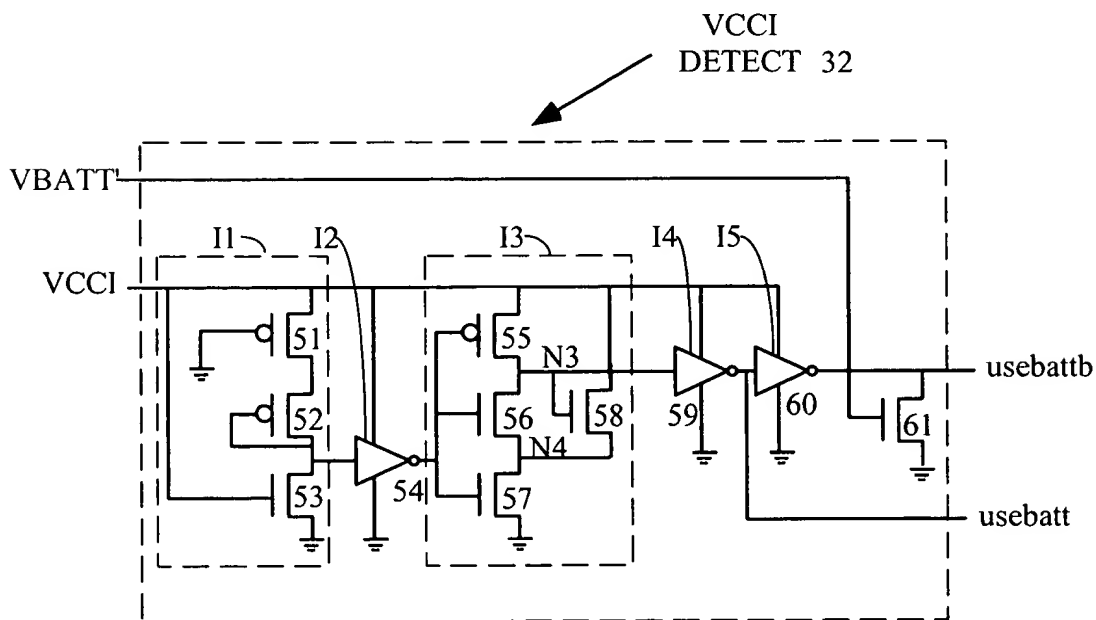 VCCI
DETECT 32
VBATT'
I1
I2
I3
I4
I5
VCCI
51
55
N3
usebattb
52
56
58
59
60
61
N4
53
54
57
usebatt